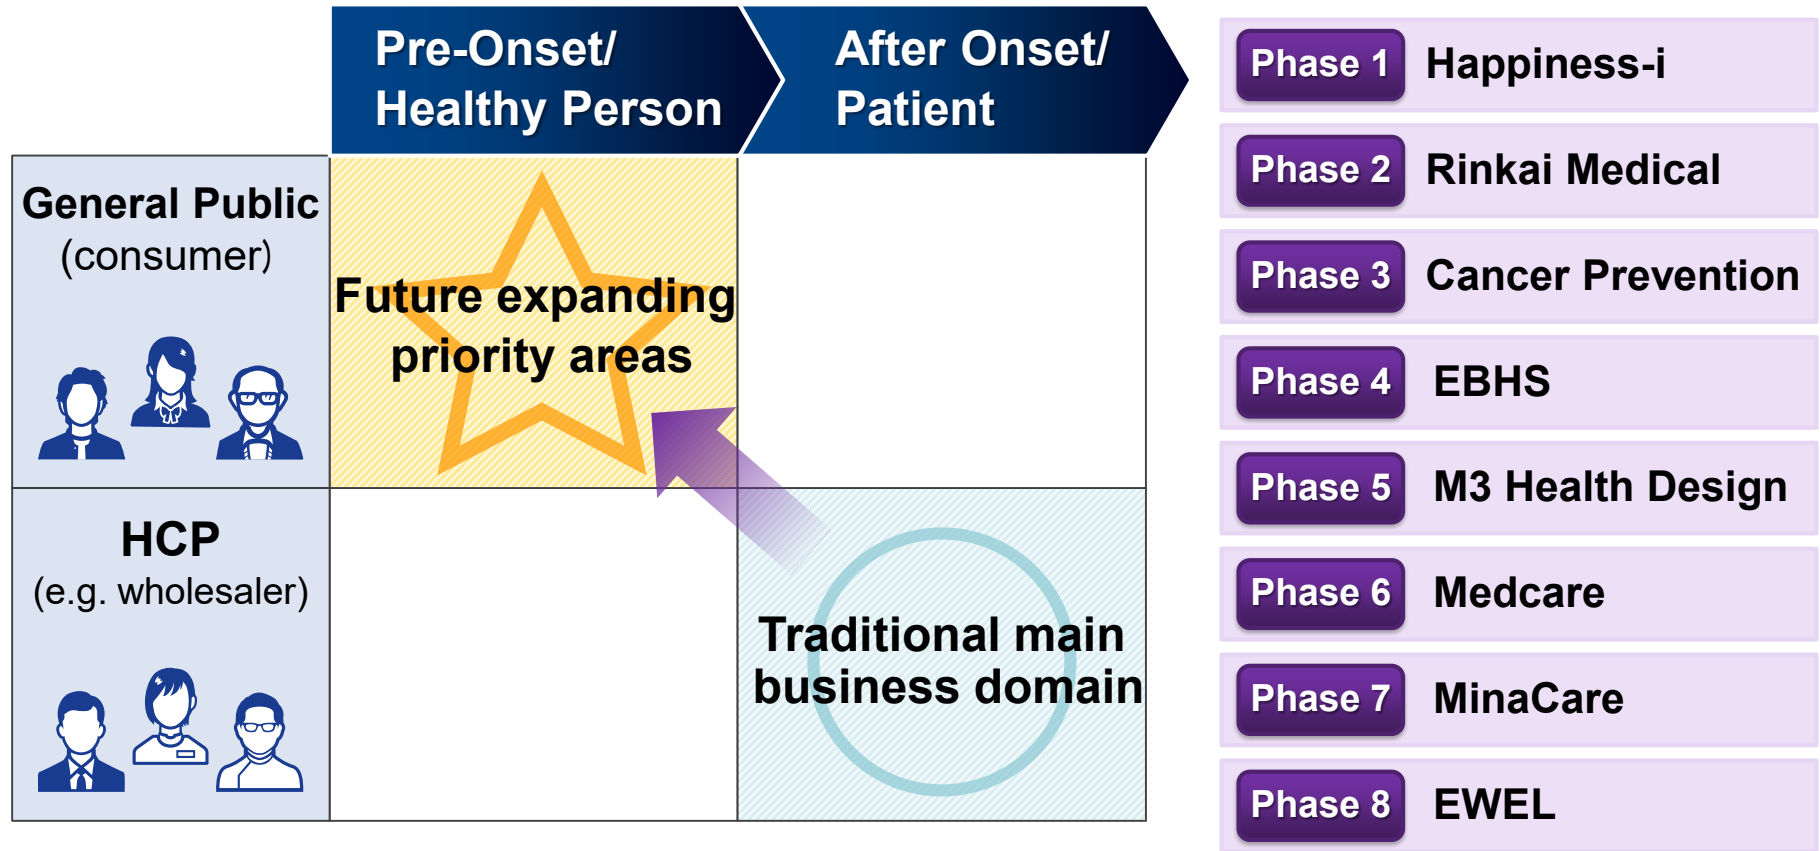 Pre-Onset/
Healthy Person
After Onset/
Patient
General Public
(consumer)
Future expanding
priority areas
HCP
(e.g. wholesaler)
Traditional main
business domain
Phase 1 Happiness-i
Phase 2 Rinkai Medical
Phase 3 Cancer Prevention
Phase 4 EBHS
Phase 5 M3 Health Design
Phase 6 Medcare
Phase 7 MinaCare
Phase 8 EWEL